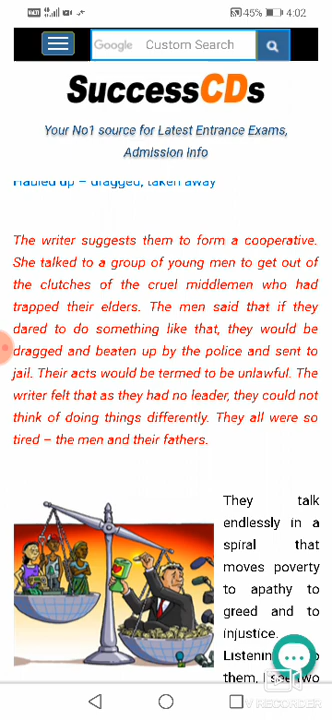 45% 4:02
Google Custom Search
SuccessCDs
Your No1 source for Latest Entrance Exams,
Admission Info
Hauled up – dragged, taken away
The writer suggests them to form a cooperative.
She talked to a group of young men to get out of
the clutches of the cruel middlemen who had
trapped their elders. The men said that if they
dared to do something like that, they would be
dragged and beaten up by the police and sent to
jail. Their acts would be termed to be unlawful. The
writer felt that as they had no leader, they could not
think of doing things differently. They all were so
tired – the men and their fathers.
They talk
endlessly in a
spiral that
moves poverty
to apathy to
greed and to
injustice.
Listening
them, I see two
RECORDER